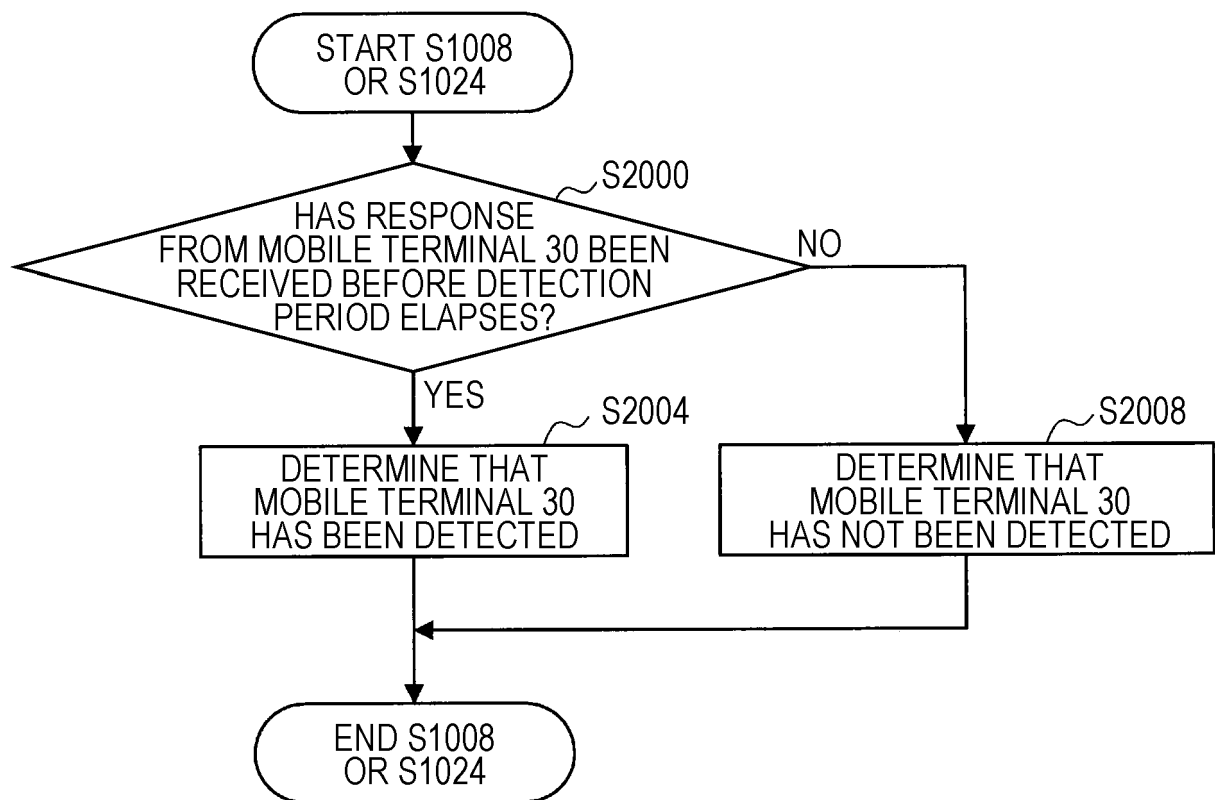 START S1008
OR S1024
S2000
HAS RESPONSE
FROM MOBILE TERMINAL 30 BEEN
RECEIVED BEFORE DETECTION
PERIOD ELAPSES?
NO
YES
S2004
DETERMINE THAT
MOBILE TERMINAL 30
HAS BEEN DETECTED
S2008
DETERMINE THAT
MOBILE TERMINAL 30
HAS NOT BEEN DETECTED
END S1008
OR S1024